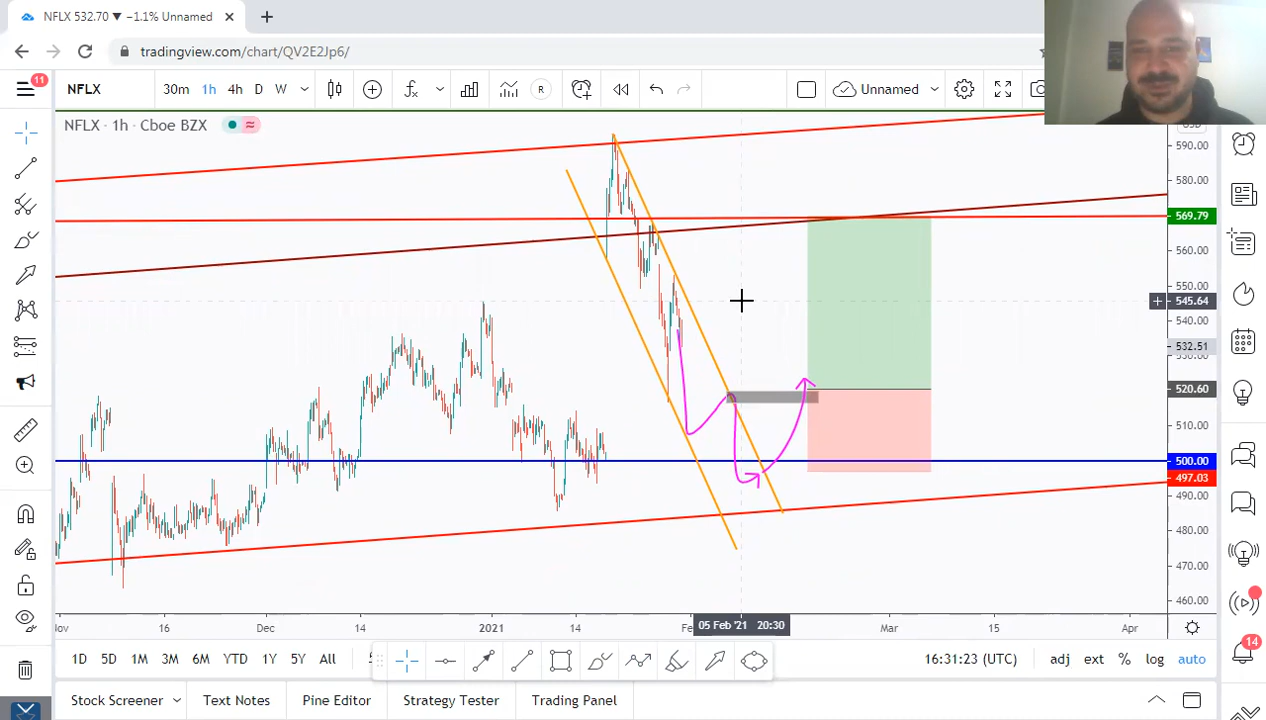 NFLX 532.70 ▼ −1.1% Unnamed
tradingview.com/chart/QV2E2Jp6/
11
NFLX
30m 1h 4h D W
R
Unnamed
NFLX · 1h · Cboe BZX
590.00
580.00
569.79
560.00
550.00
545.64
540.00
532.51
520.60
510.00
500.00
497.03
490.00
480.00
470.00
460.00
16 Dec 14 2021 14 05 Feb '21 20:30 Mar 15 Apr
1D 5D 1M 3M 6M YTD 1Y 5Y All
16:31:23 (UTC)
adj ext % log auto
14
Stock Screener Text Notes Pine Editor Strategy Tester Trading Panel